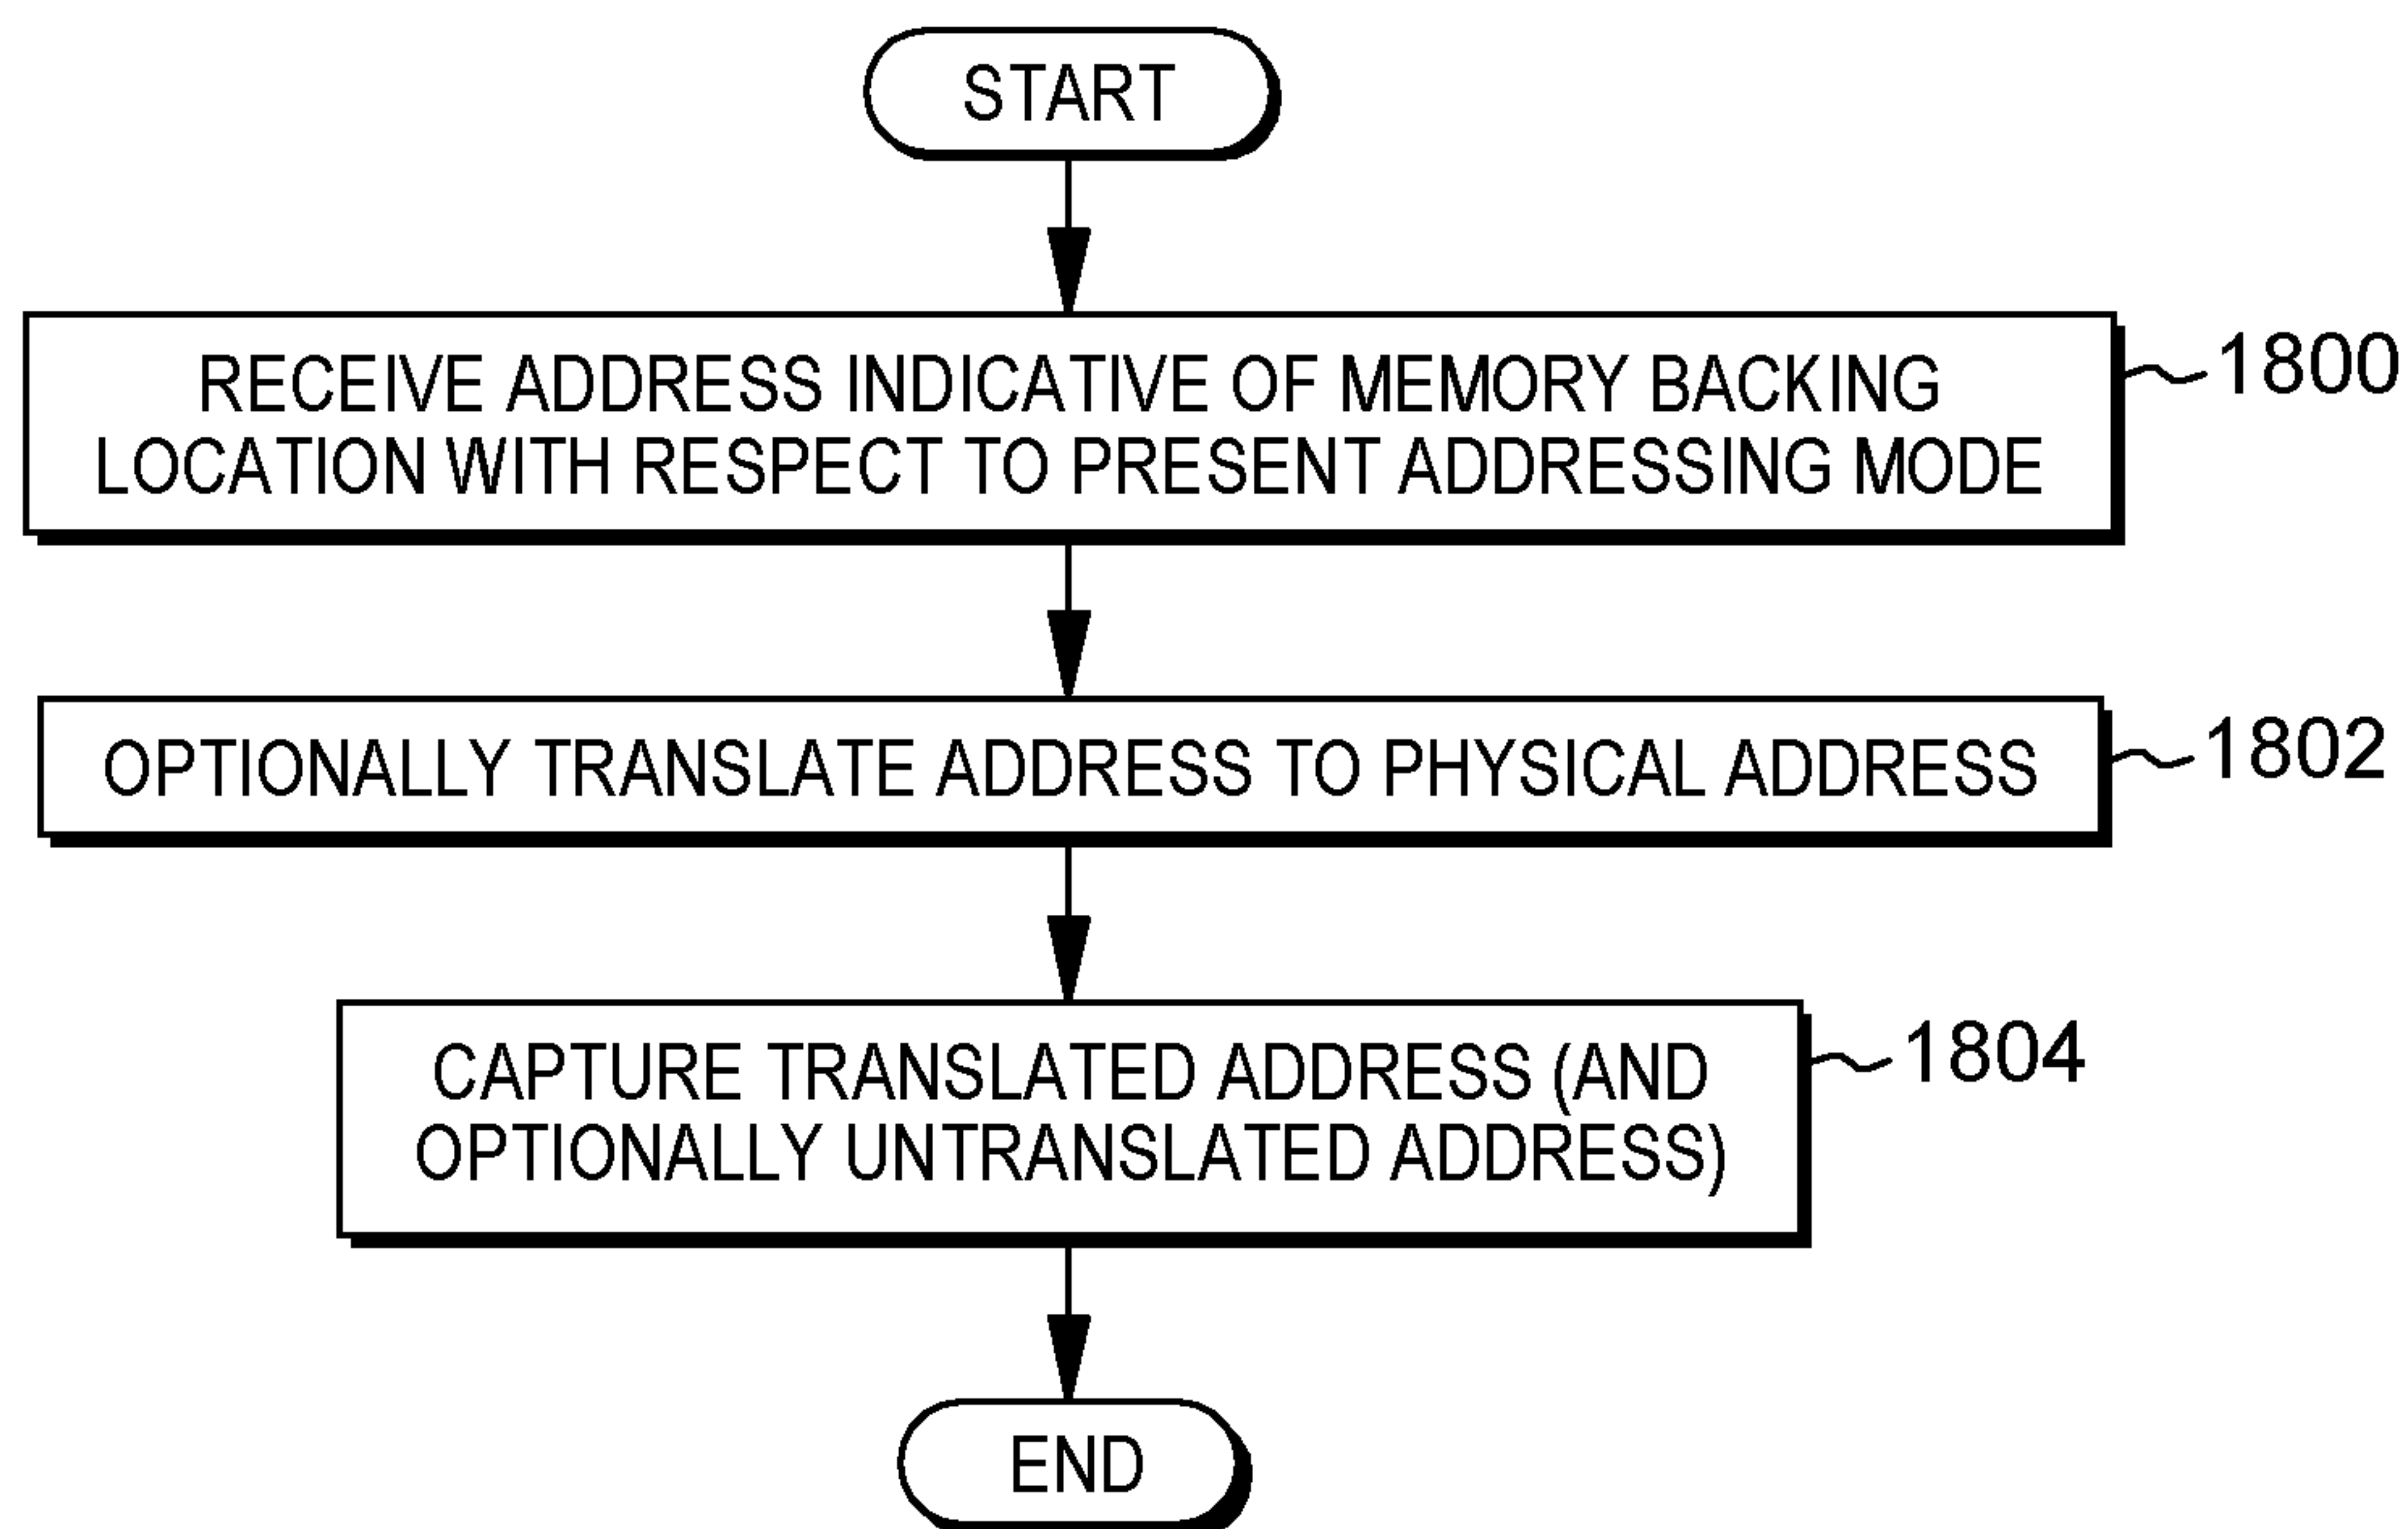 START
RECEIVE ADDRESS INDICATIVE OF MEMORY BACKING
LOCATION WITH RESPECT TO PRESENT ADDRESSING MODE
1800
OPTIONALLY TRANSLATE ADDRESS TO PHYSICAL ADDRESS
1802
CAPTURE TRANSLATED ADDRESS (AND
OPTIONALLY UNTRANSLATED ADDRESS)
1804
END